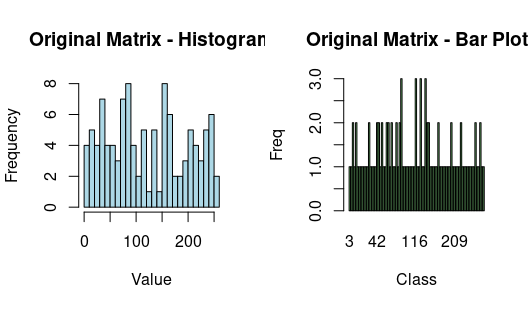 Original Matrix - Histogran
Frequency
8
6
4
2
0
0 100 200
Value
Original Matrix - Bar Plot
Freq
3.0
2.0
1.0
0.0
3 42 116 209
Class